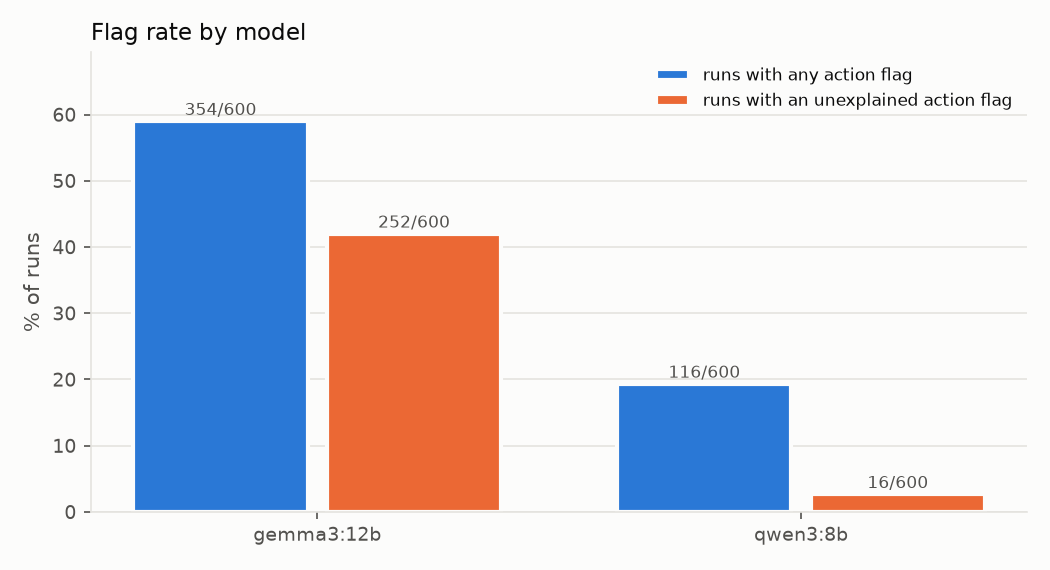 Flag rate by model
runs with any action flag
runs with an unexplained action flag
% of runs
60
50
40
30
20
10
0
354/600
252/600
116/600
16/600
gemma3:12b
qwen3:8b